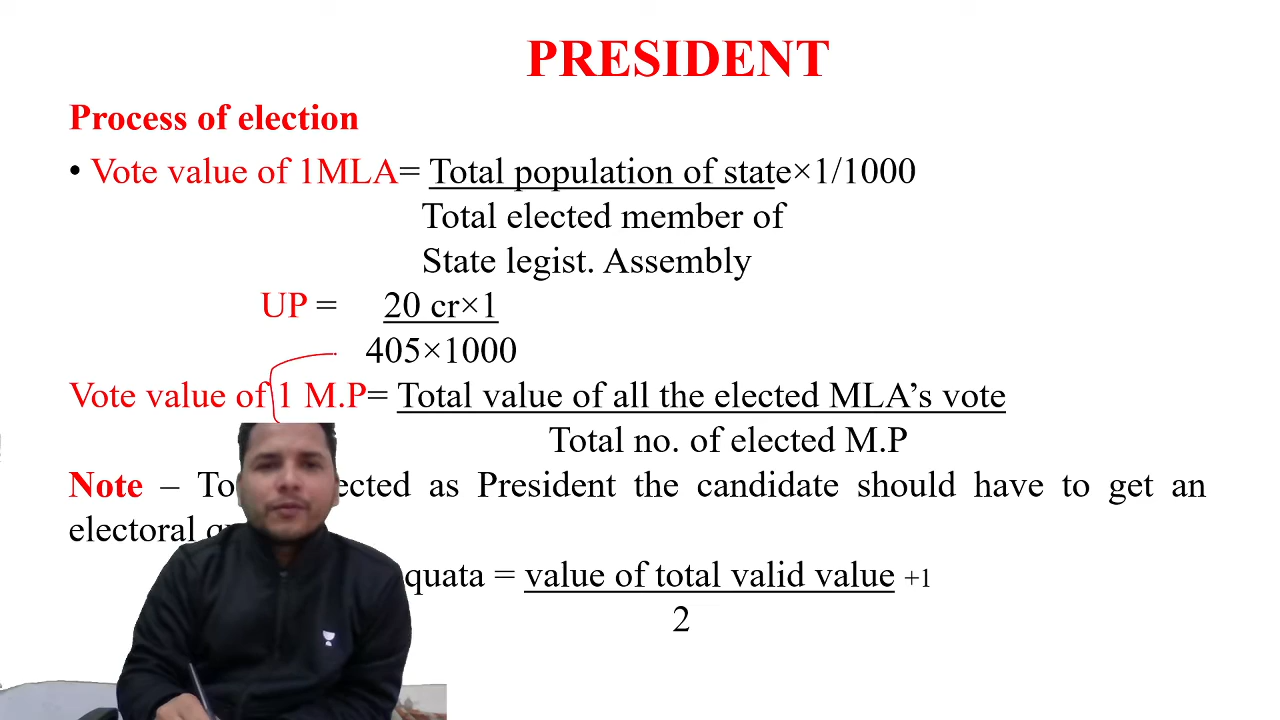 PRESIDENT
Process of election
• Vote value of 1MLA= Total population of state×1/1000
Total elected member of
State legist. Assembly
UP = 20 cr×1
405×1000
Vote value of 1 M.P= Total value of all the elected MLA’s vote
Total no. of elected M.P
Note – To ected as President the candidate should have to get an
electoral
quata = value of total valid value +1
2